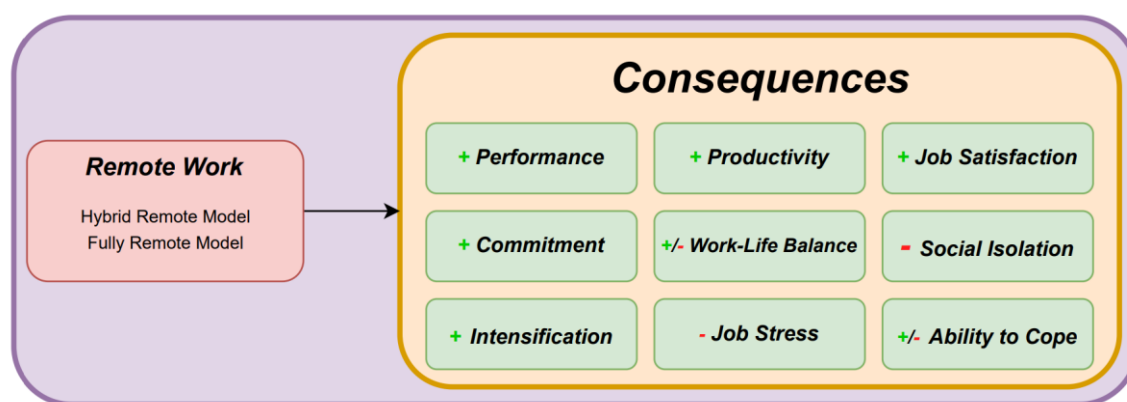 Consequences
Remote Work
Hybrid Remote Model
Fully Remote Model
+ Performance
+ Productivity
+ Job Satisfaction
+ Commitment
+/- Work-Life Balance
- Social Isolation
+ Intensification
- Job Stress
+/- Ability to Cope